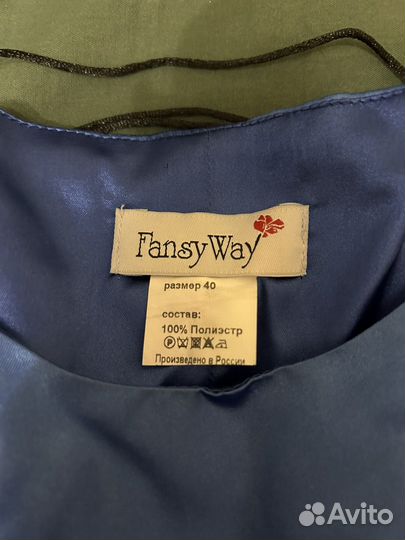 FansyWay
размер 40
состав:
100% Полиэстр
Произведено в России
Avito